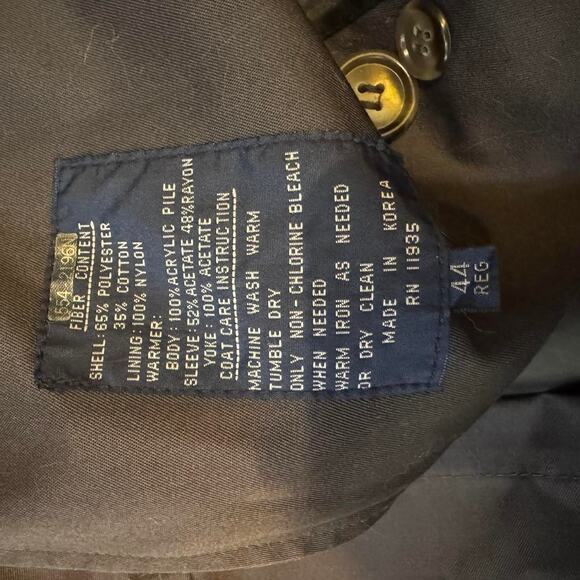 FIBER CONTENT
SHELL: 65% POLYESTER
35% COTTON
LINING: 100% NYLON
WARMER:
BODY: 100% ACRYLIC PILE
SLEEVE: 52% ACETATE 48% RAYON
YOKE: 100% ACETATE
COAT CARE INSTRUCTION
MACHINE WASH WARM
TUMBLE DRY
ONLY NON-CHLORINE BLEACH
WHEN NEEDED
WARM IRON AS NEEDED
OR DRY CLEAN
MADE IN KOREA
RN 11935
44
REG